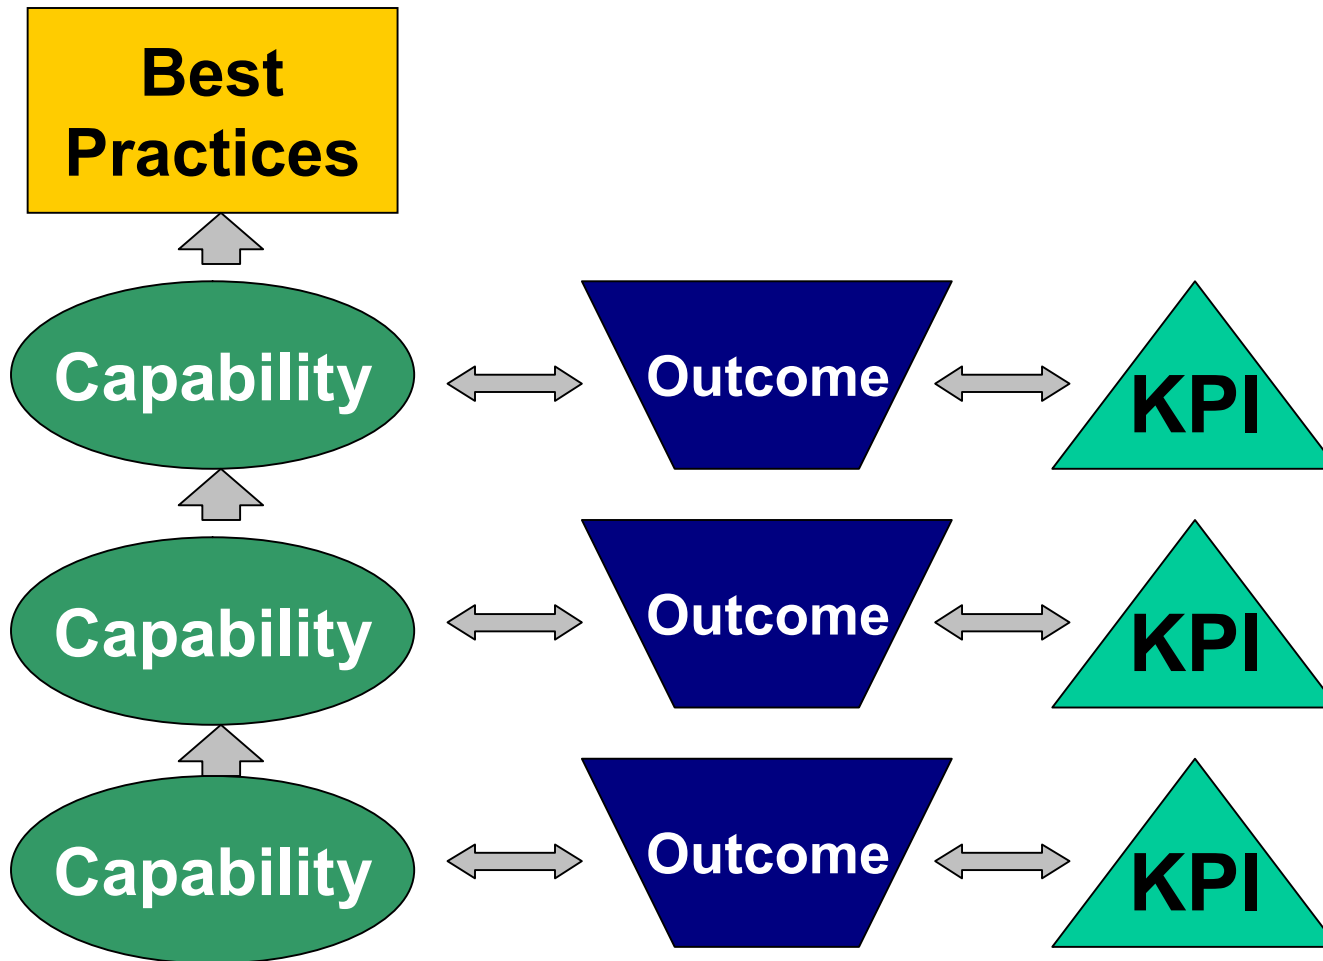 Best
Practices
Capability
Outcome
KPI
Capability
Outcome
KPI
Capability
Outcome
KPI